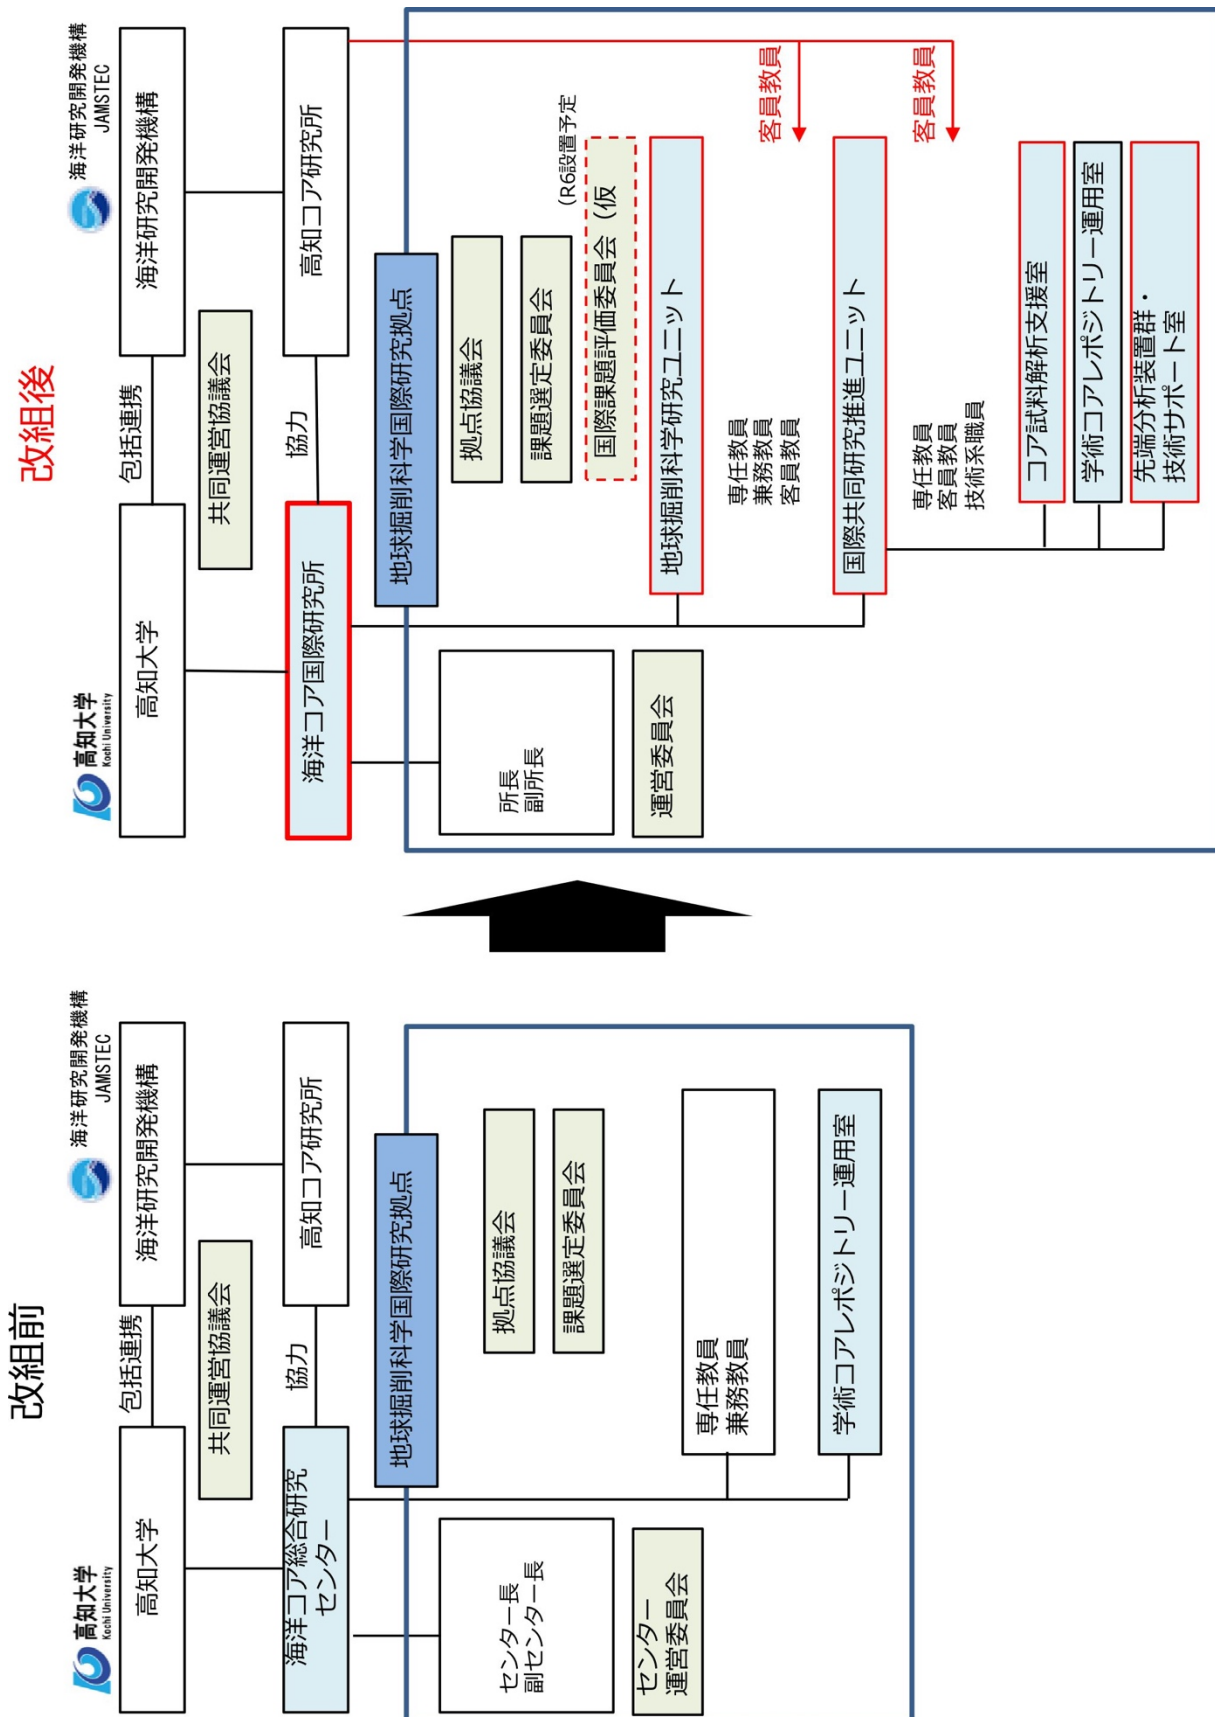 改組前
高知大学
Kochi University
海洋研究開発機構
JAMSTEC
高知大学
包括連携
海洋研究開発機構
共同運営協議会
海洋コア総合研究
センター
協力
高知コア研究所
地球掘削科学国際研究拠点
センター長
副センター長
拠点協議会
課題選定委員会
センター
運営委員会
専任教員
兼務教員
学術コアレポジトリー運用室
改組後
高知大学
Kochi University
海洋研究開発機構
JAMSTEC
高知大学
包括連携
海洋研究開発機構
共同運営協議会
海洋コア国際研究所
協力
高知コア研究所
地球掘削科学国際研究拠点
所長
副所長
拠点協議会
課題選定委員会
(R6設置予定
国際課題評価委員会（仮
運営委員会
地球掘削科学研究ユニット
専任教員
兼務教員
客員教員
客員教員
国際共同研究推進ユニット
専任教員
客員教員
技術系職員
客員教員
コア試料解析支援室
学術コアレポジトリー運用室
先端分析装置群・
技術サポート室